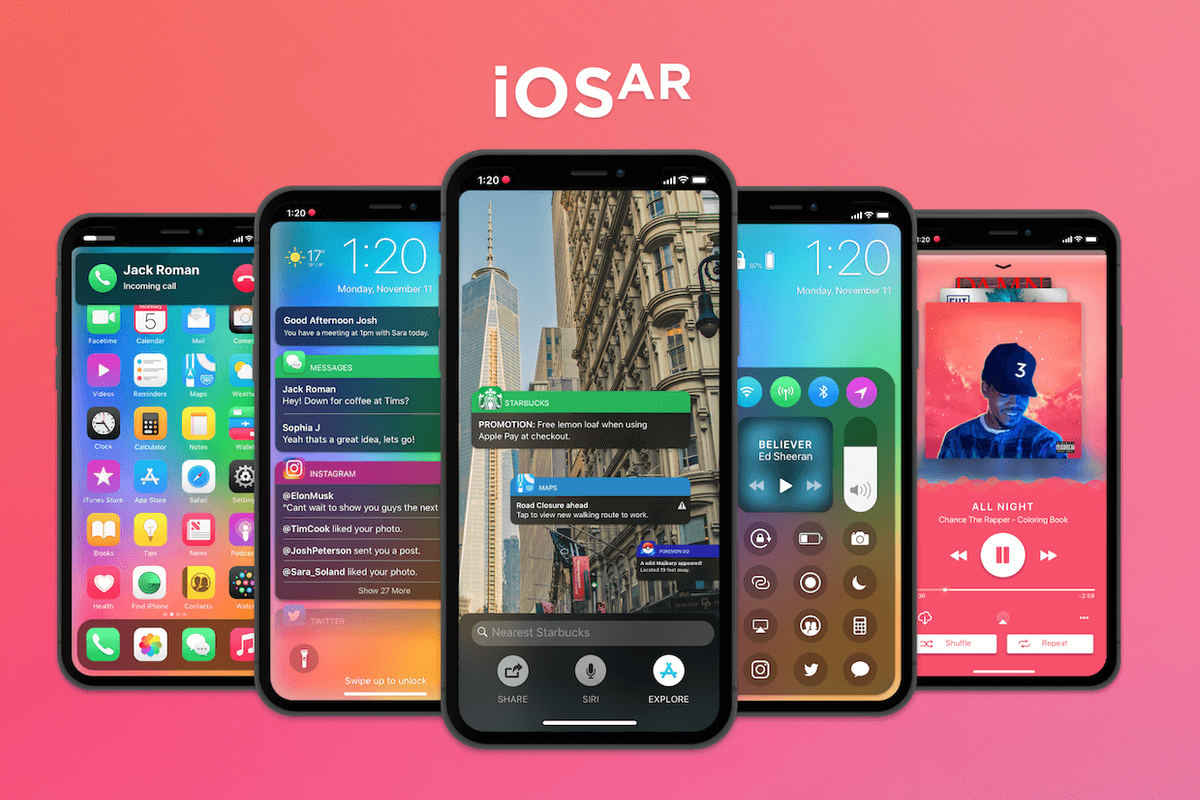 iOSAR
Jack Roman
Incoming call
Monday
5
Facetime
Calendar
Mail
Videos
Reminders
Maps
Clock
Calculator
Notes
iTunes Store
App Store
Safari
iBooks
Tips
News
Health
Find iPhone
Contacts
Watch
1:20
17°
1:20
Monday, November 11
Good Afternoon Josh
You have a meeting at 1pm with Sara today.
MESSAGES
Jack Roman
Hey! Down for coffee at Tims?
Sophia J
Yeah thats a great idea, lets go!
INSTAGRAM
@ElonMusk
"Cant wait to show you guys the next
@TimCook liked your photo.
@JoshPeterson sent you a post.
@Sara_Soland liked your photo.
Show 27 More
TWITTER
Swipe up to unlock
1:20
STARBUCKS
PROMOTION: Free lemon loaf when using
Apple Pay at checkout.
MAPS
Road Closure ahead
Tap to view new walking route to work.
POKEMON GO
A wild Majikarp appeared!
Located 19 feet away.
Nearest Starbucks
SHARE
SIRI
EXPLORE
97%
1:20
Monday, November 11
BELIEVER
Ed Sheeran
:20
3
ALL NIGHT
Chance The Rapper - Coloring Book
:36
-2:59
Shuffle
Repeat